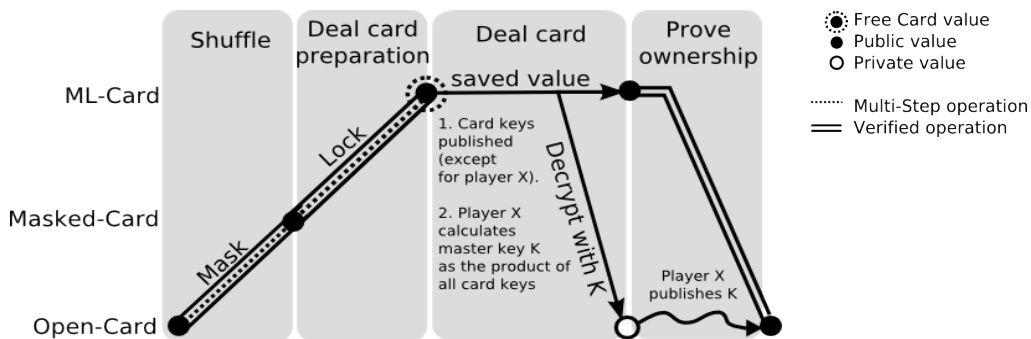 Shuffle
Deal card
preparation
Deal card
Prove
ownership
Free Card value
Public value
Private value
Multi-Step operation
Verified operation
ML-Card
Masked-Card
Open-Card
Mask
Lock
saved value
1. Card keys
published
(except
for player X).
2. Player X
calculates
master key K
as the product of
all card keys
Decrypt with K
Player X
publishes K